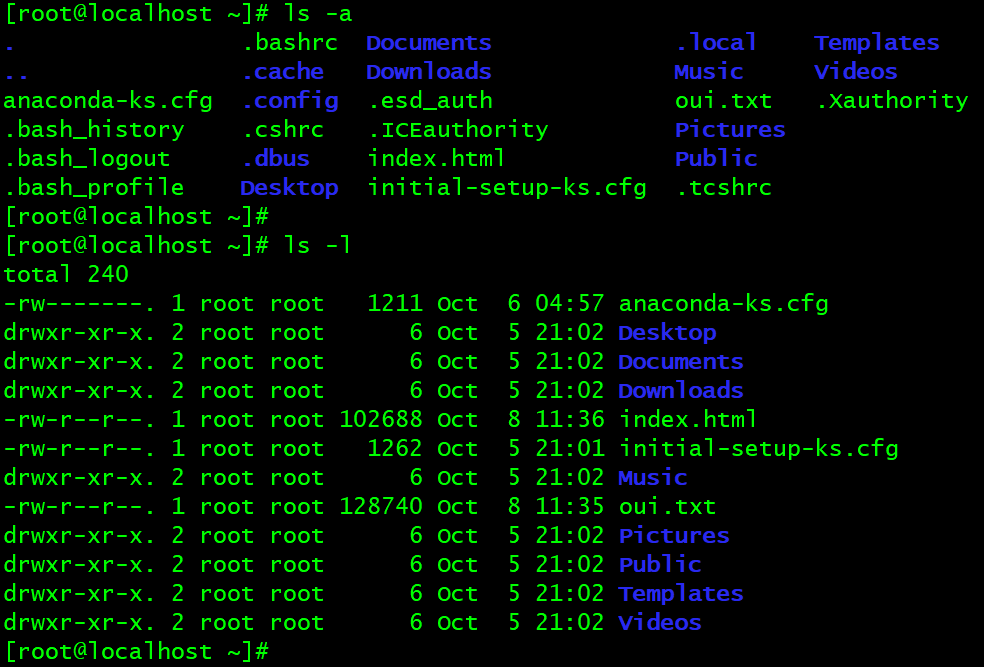 [root@localhost ~]# ls -a
.                .bashrc  Documents             .local    Templates
..               .cache   Downloads             Music     Videos
anaconda-ks.cfg  .config  .esd_auth             oui.txt   .Xauthority
.bash_history    .cshrc   .ICEauthority         Pictures
.bash_logout     .dbus    index.html            Public
.bash_profile    Desktop  initial-setup-ks.cfg  .tcshrc
[root@localhost ~]#
[root@localhost ~]# ls -l
total 240
-rw-------. 1 root root   1211 Oct  6 04:57 anaconda-ks.cfg
drwxr-xr-x. 2 root root      6 Oct  5 21:02 Desktop
drwxr-xr-x. 2 root root      6 Oct  5 21:02 Documents
drwxr-xr-x. 2 root root      6 Oct  5 21:02 Downloads
-rw-r--r--. 1 root root 102688 Oct  8 11:36 index.html
-rw-r--r--. 1 root root   1262 Oct  5 21:01 initial-setup-ks.cfg
drwxr-xr-x. 2 root root      6 Oct  5 21:02 Music
-rw-r--r--. 1 root root 128740 Oct  8 11:35 oui.txt
drwxr-xr-x. 2 root root      6 Oct  5 21:02 Pictures
drwxr-xr-x. 2 root root      6 Oct  5 21:02 Public
drwxr-xr-x. 2 root root      6 Oct  5 21:02 Templates
drwxr-xr-x. 2 root root      6 Oct  5 21:02 Videos
[root@localhost ~]#